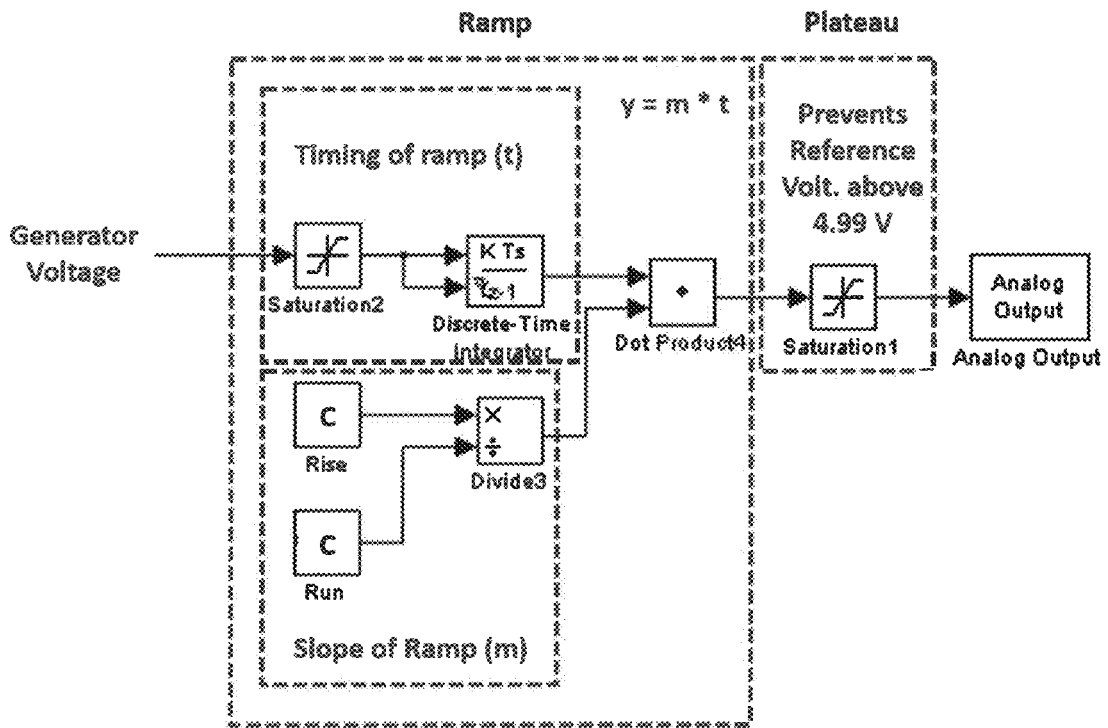 Ramp
Plateau
y = m * t
Timing of ramp (t)
Prevents
Reference
Volt. above
4.99 V
Generator
Voltage
Saturation2
K Ts
Discrete-Time
Integrator
Dot Product4
Saturation1
Analog
Output
Analog Output
C
Rise
×
÷
Divide3
C
Run
Slope of Ramp (m)